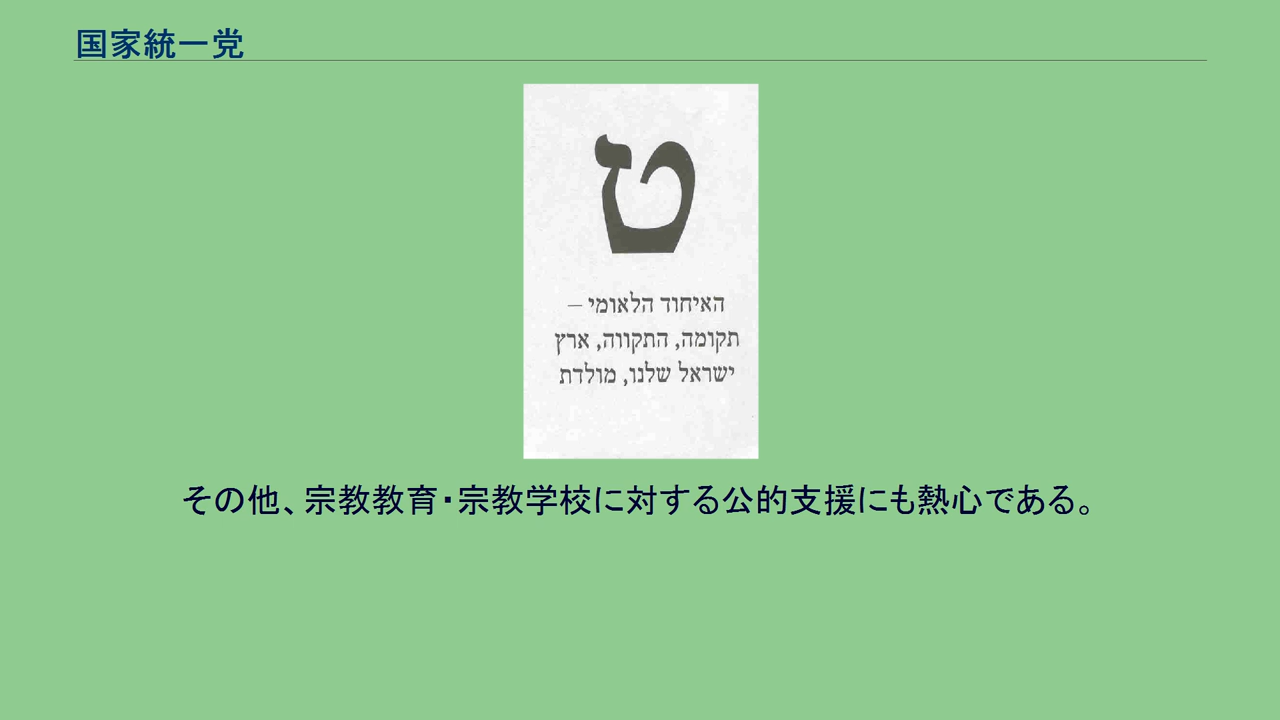 国家統一党
ט
האיחוד הלאומי –
תקומה, התקווה, ארץ
ישראל שלנו, מולדת
その他、宗教教育・宗教学校に対する公的支援にも熱心である。